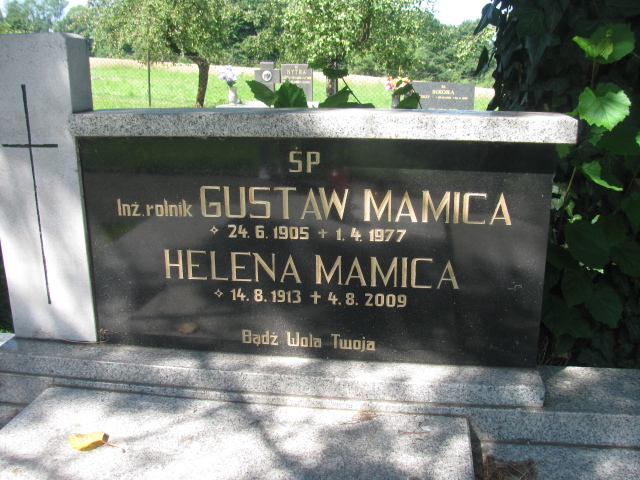 ŚP
Inż. rolnik GUSTAW MAMICA
✧ 24. 6. 1905 + 1. 4. 1977
HELENA MAMICA
✧ 14. 8. 1913 + 4. 8. 2009
Bądź Wola Twoja